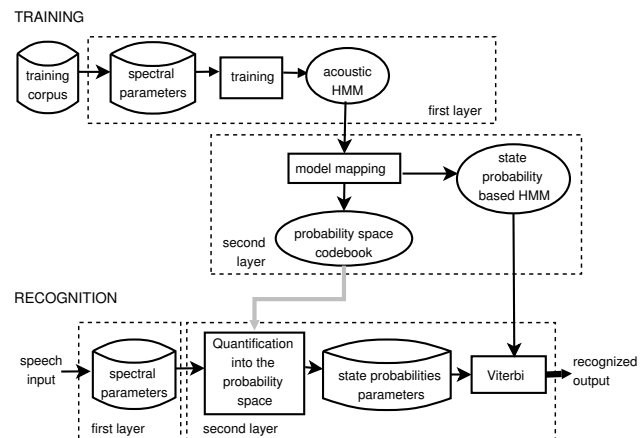 TRAINING
training
corpus
spectral
parameters
training
acoustic
HMM
first layer
model mapping
state
probability
based HMM
probability space
codebook
second
layer
RECOGNITION
speech
input
spectral
parameters
first layer
Quantification
into the
probability
space
state probabilities
parameters
Viterbi
recognized
output
second layer